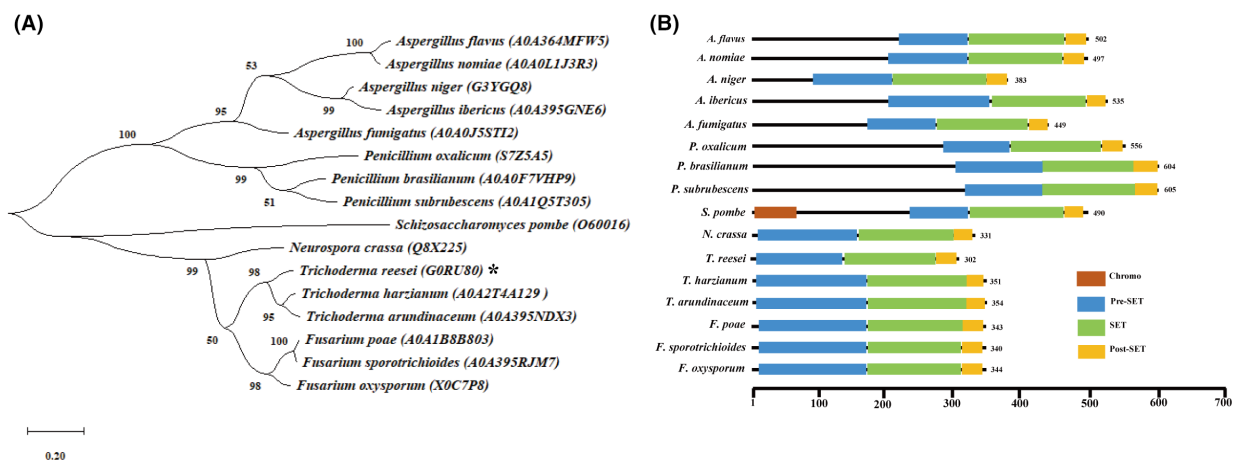 (A)
100
Aspergillus flavus (A0A364MFW5)
Aspergillus nomiae (A0A0L1J3R3)
53
Aspergillus niger (G3YGQ8)
99
Aspergillus ibericus (A0A395GNE6)
95
Aspergillus fumigatus (A0A0J5STI2)
100
Penicillium oxalicum (S7Z5A5)
99
Penicillium brasilianum (A0A0F7VHP9)
51
Penicillium subrubescens (A0A1Q5T305)
Schizosaccharomyces pombe (O60016)
Neurospora crassa (Q8X225)
99
98
Trichoderma reesei (G0RU80) *
Trichoderma harzianum (A0A2T4A129 )
95
Trichoderma arundinaceum (A0A395NDX3)
50
Fusarium poae (A0A1B8B803)
100
Fusarium sporotrichioides (A0A395RJM7)
98
Fusarium oxysporum (X0C7P8)
0.20
(B)
A. flavus 502
A. nomiae 497
A. niger 383
A. ibericus 535
A. fumigatus 449
P. oxalicum 556
P. brasilianum 604
P. subrubescens 605
S. pombe 490
N. crassa 331
T. reesei 302
T. harzianum 351
T. arundinaceum 354
F. poae 343
F. sporotrichioides 340
F. oxysporum 344
Chromo
Pre-SET
SET
Post-SET
1 100 200 300 400 500 600 700